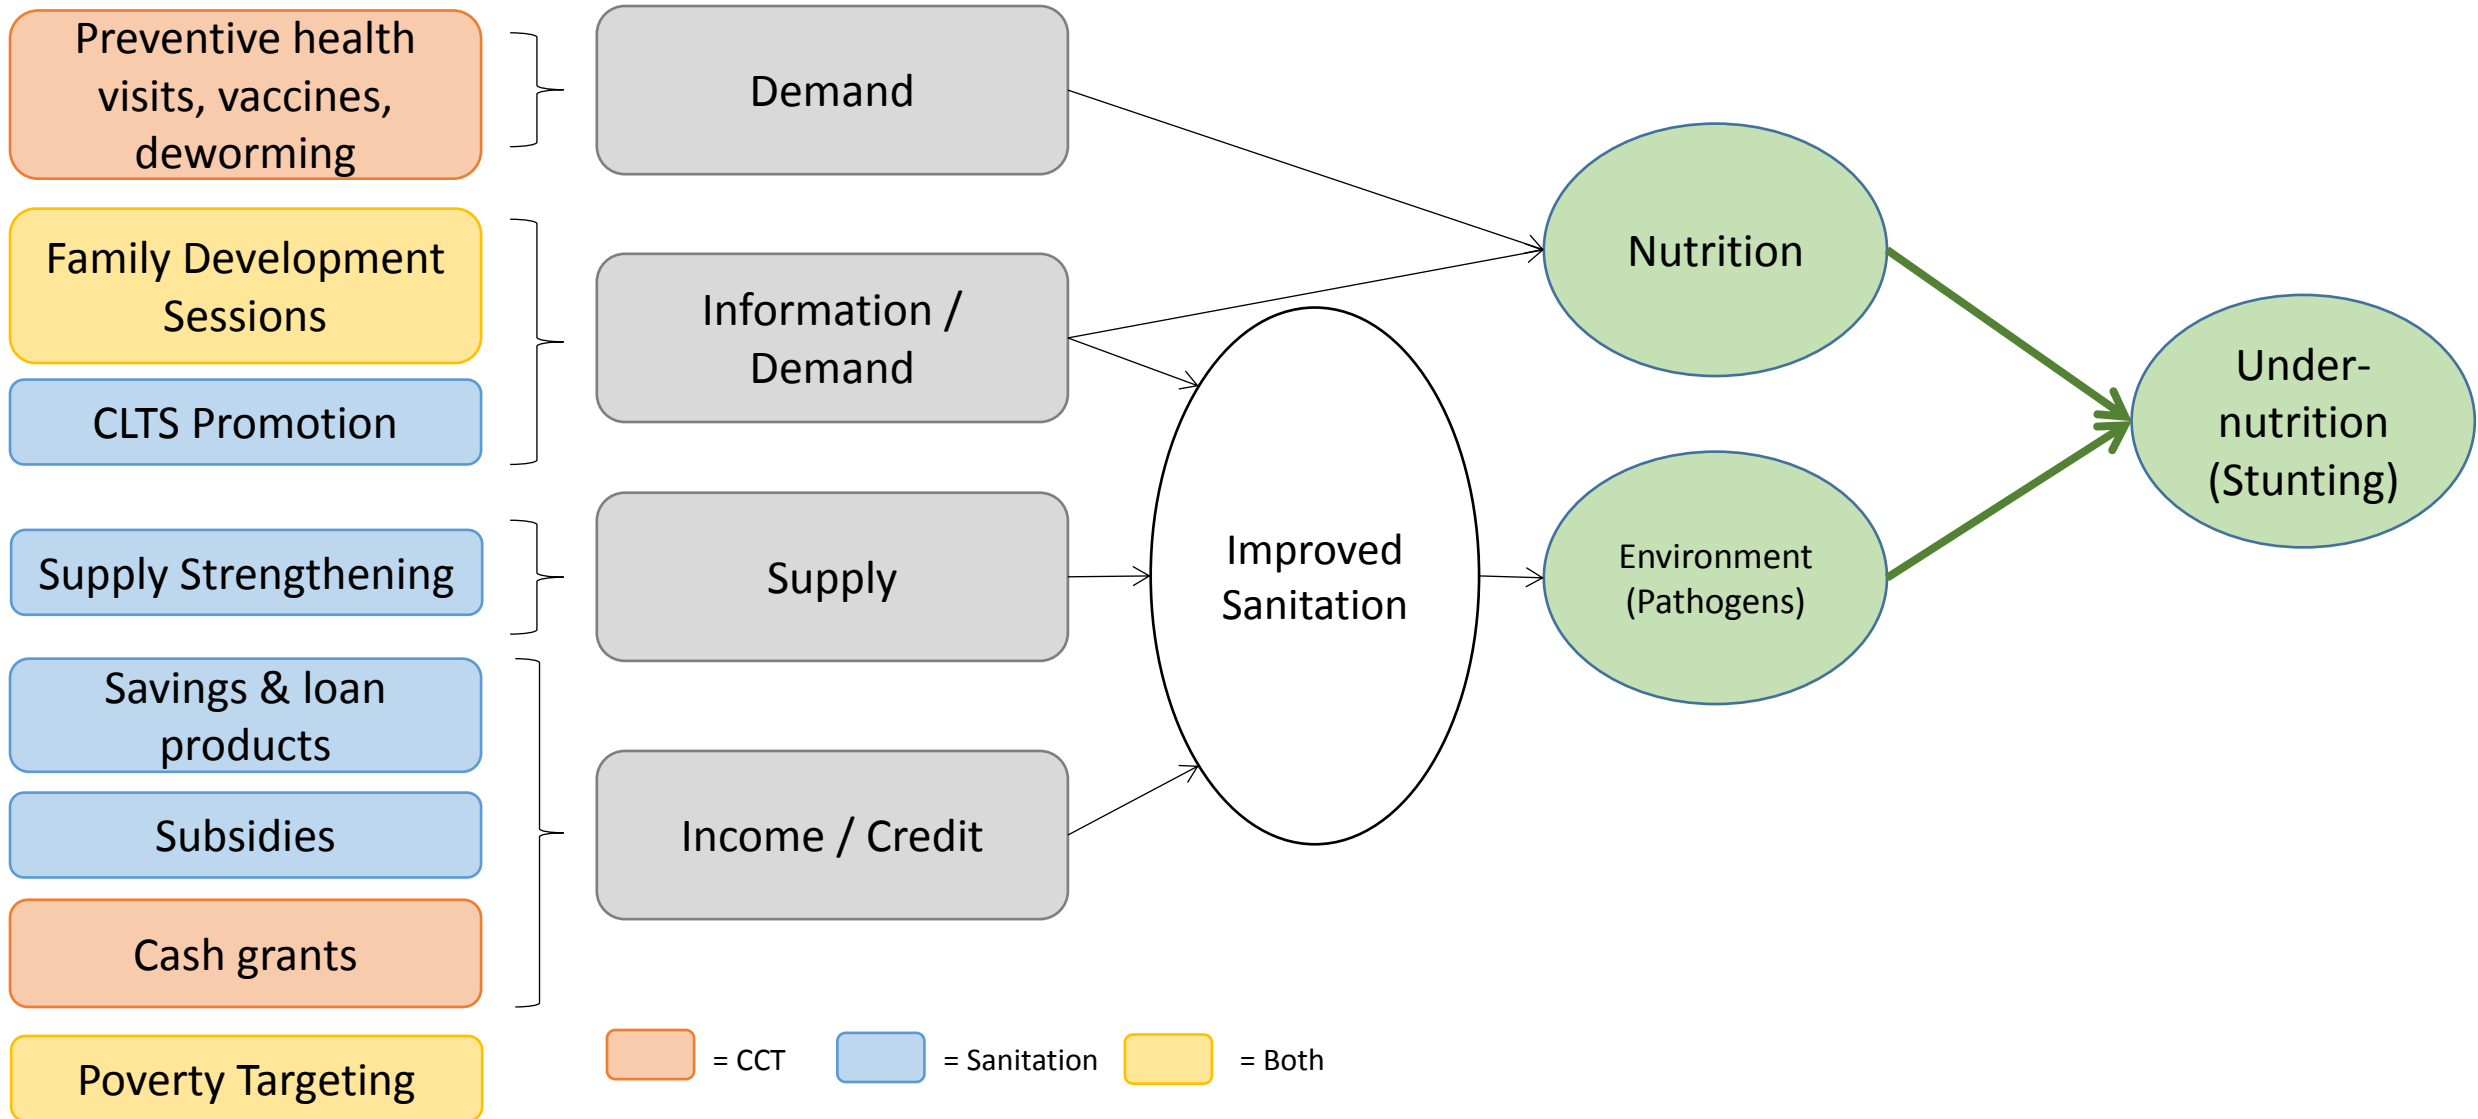 Preventive health
visits, vaccines,
deworming
Family Development
Sessions
CLTS Promotion
Supply Strengthening
Savings & loan
products
Subsidies
Cash grants
Poverty Targeting
Demand
Information /
Demand
Supply
Income / Credit
Improved
Sanitation
Nutrition
Environment
(Pathogens)
Under-
nutrition
(Stunting)
= CCT
= Sanitation
= Both